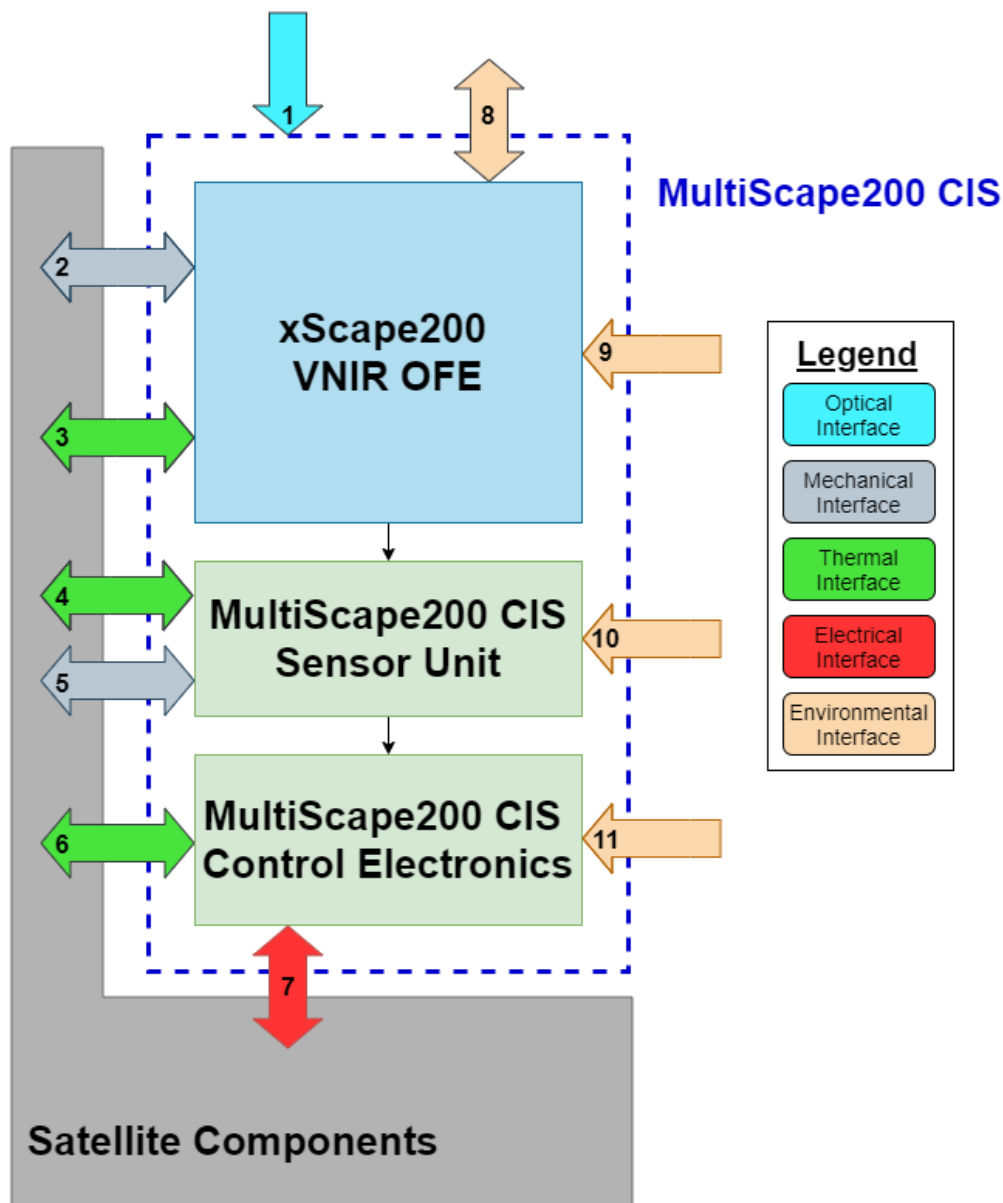 1
8
MultiScape200 CIS
2
xScape200
VNIR OFE
9
3
Legend
Optical
Interface
Mechanical
Interface
Thermal
Interface
Electrical
Interface
Environmental
Interface
4
MultiScape200 CIS
Sensor Unit
10
5
MultiScape200 CIS
Control Electronics
6
11
7
Satellite Components